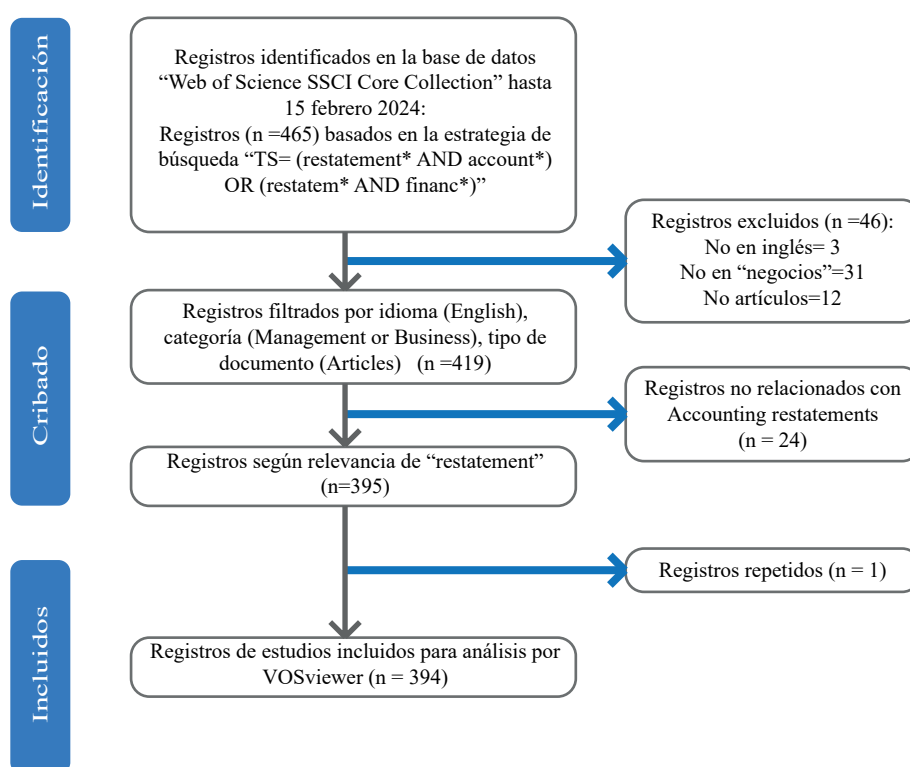 Identificación
Registros identificados en la base de datos
“Web of Science SSCI Core Collection” hasta
15 febrero 2024:
Registros (n =465) basados en la estrategia de
búsqueda “TS= (restatement* AND account*)
OR (restatem* AND financ*)”
Registros excluidos (n =46):
No en inglés= 3
No en “negocios”=31
No artículos=12
Cribado
Registros filtrados por idioma (English),
categoría (Management or Business), tipo de
documento (Articles) (n =419)
Registros no relacionados con
Accounting restatements
(n = 24)
Registros según relevancia de “restatement”
(n=395)
Registros repetidos (n = 1)
Incluidos
Registros de estudios incluidos para análisis por
VOSviewer (n = 394)